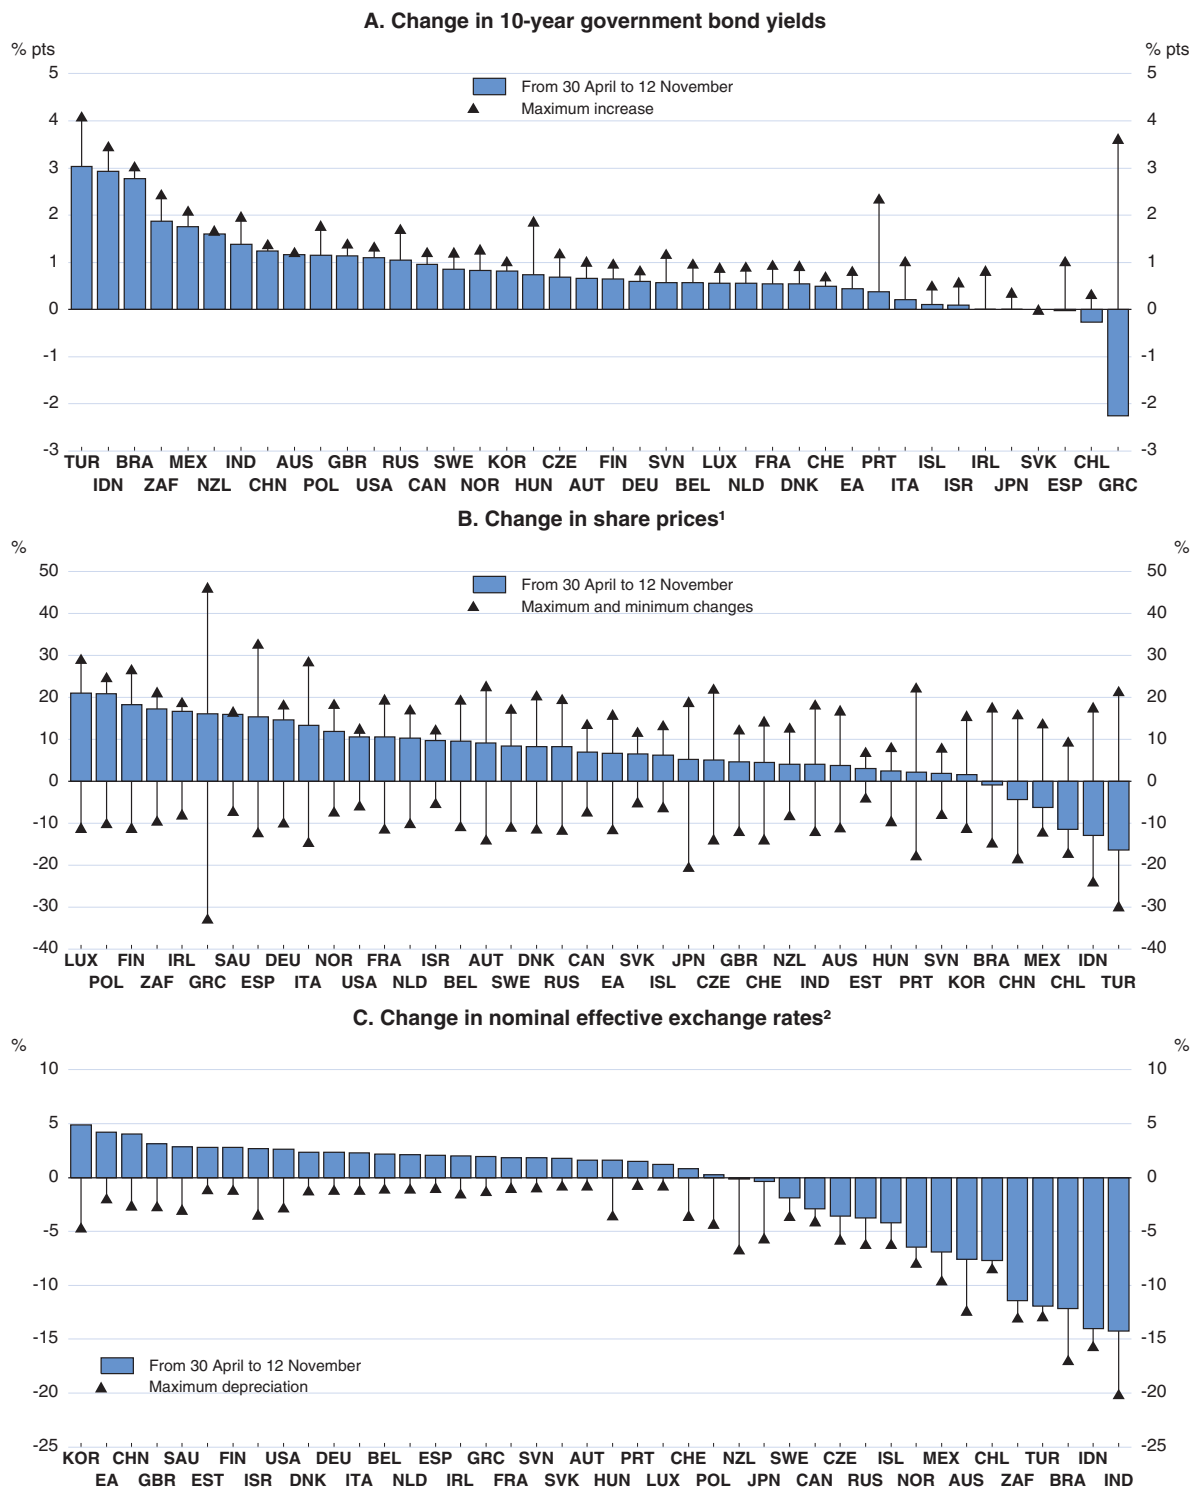 A. Change in 10-year government bond yields
% pts % pts
5 5
From 30 April to 12 November
Maximum increase
4 4
3 3
2 2
1 1
0 0
-1 -1
-2 -2
-3 -3
TUR BRA MEX IND AUS GBR RUS SWE KOR CZE FIN SVN LUX FRA CHE PRT ISL IRL SVK CHL
IDN ZAF NZL CHN POL USA CAN NOR HUN AUT DEU BEL NLD DNK EA ITA ISR JPN ESP GRC
B. Change in share prices¹
% %
50 50
From 30 April to 12 November
Maximum and minimum changes
40 40
30 30
20 20
10 10
0 0
-10 -10
-20 -20
-30 -30
-40 -40
LUX FIN IRL SAU DEU NOR FRA ISR AUT DNK CAN SVK JPN GBR NZL AUS HUN SVN BRA MEX IDN
POL ZAF GRC ESP ITA USA NLD BEL SWE RUS EA ISL CZE CHE IND EST PRT KOR CHN CHL TUR
C. Change in nominal effective exchange rates²
% %
10 10
5 5
0 0
-5 -5
-10 -10
-15 -15
From 30 April to 12 November
Maximum depreciation
-20 -20
-25 -25
KOR CHN SAU FIN USA DEU BEL ESP GRC SVN AUT PRT CHE NZL SWE CZE ISL MEX CHL TUR IDN
EA GBR EST ISR DNK ITA NLD IRL FRA SVK HUN LUX POL JPN CAN RUS NOR AUS ZAF BRA IND